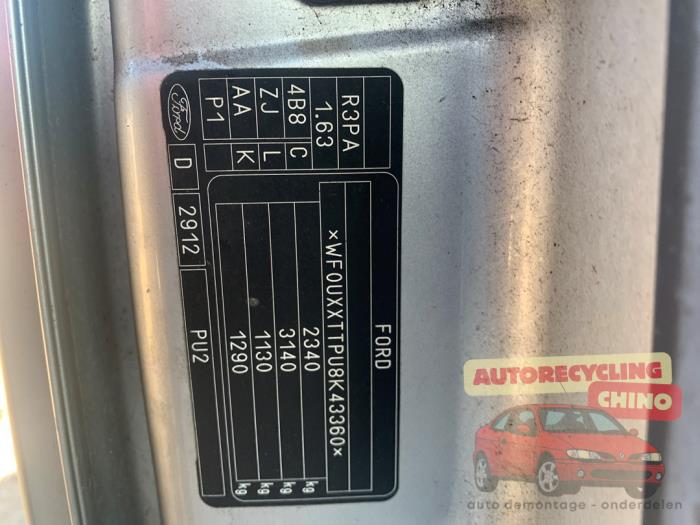 FORD
×WF0UXXTTPU8K43360×
2340 kg
3140 kg
1130 kg
1290 kg
R3PA
1.63
4B8 C
ZJ L
AA K
P1
Ford D 2912 PU2
AUTORECYCLING
CHINO
auto demontage - onderdelen